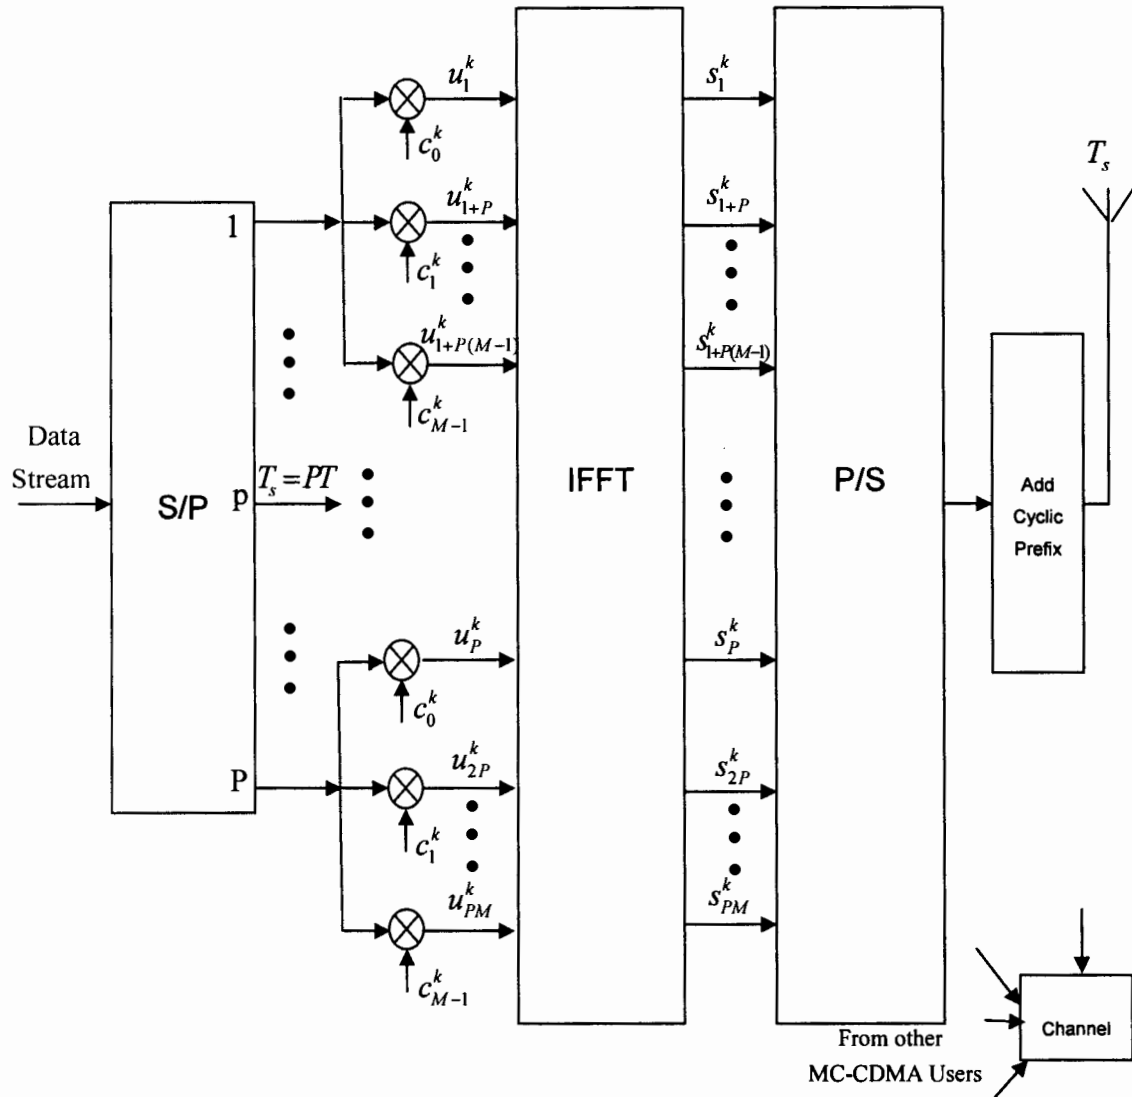 u_1^k
s_1^k
c_0^k
T_s
u_{1+P}^k
s_{1+P}^k
1
c_1^k
u_{1+P(M-1)}^k
s_{1+P(M-1)}^k
c_{M-1}^k
Data
Stream
S/P
p
T_s = PT
IFFT
P/S
Add
Cyclic
Prefix
u_P^k
s_P^k
c_0^k
u_{2P}^k
s_{2P}^k
P
c_1^k
u_{PM}^k
s_{PM}^k
c_{M-1}^k
Channel
From other
MC-CDMA Users